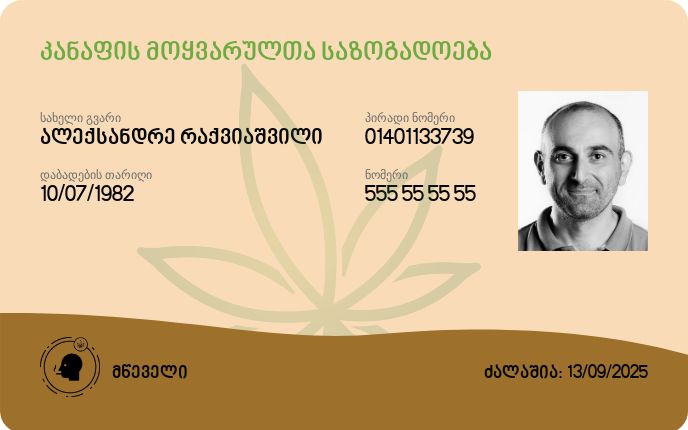 კანაფის მოყვარულთა საზოგადოება
სახელი გვარი
ალექსანდრე რაქვიაშვილი
პირადი ნომერი
01401133739
დაბადების თარიღი
10/07/1982
ნომერი
555 55 55 55
მწეველი
ძალაშია: 13/09/2025